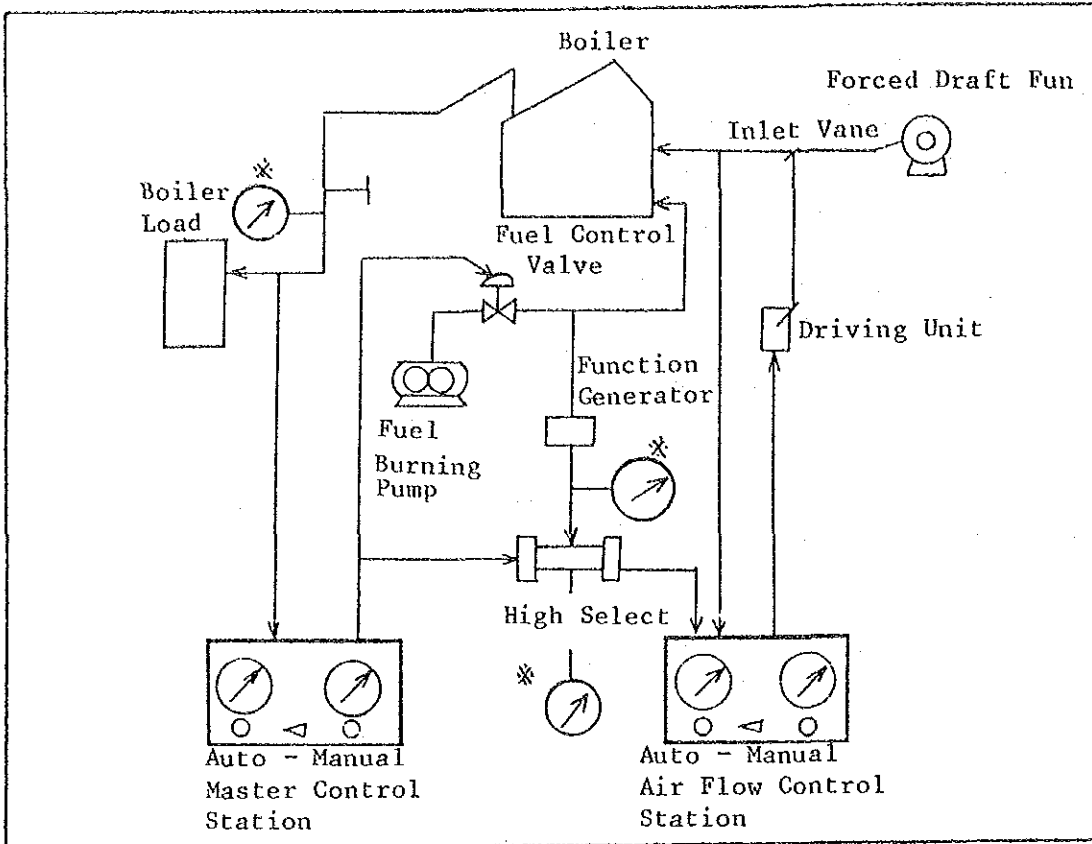 Boiler
Forced Draft Fun
Inlet Vane
※
Boiler
Load
Fuel Control
Valve
Driving Unit
Function
Generator
Fuel
Burning
Pump
※
High Select
※
Auto - Manual
Master Control
Station
Auto - Manual
Air Flow Control
Station